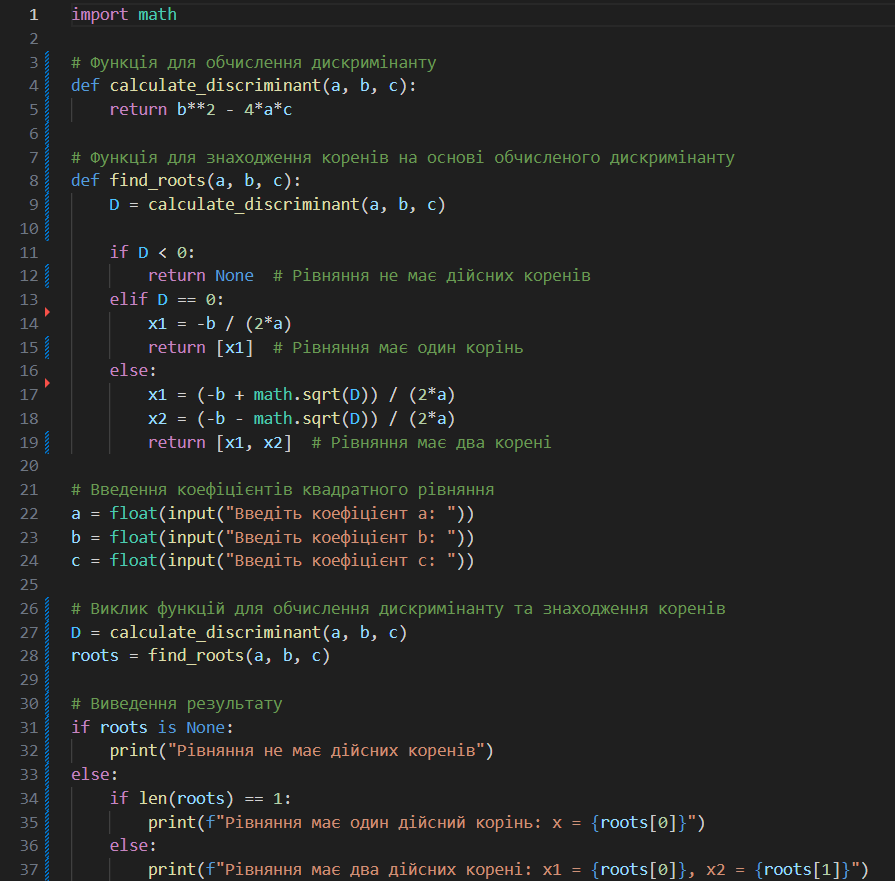 1 import math
2
3 # Функція для обчислення дискримінанту
4 def calculate_discriminant(a, b, c):
5     return b**2 - 4*a*c
6
7 # Функція для знаходження коренів на основі обчисленого дискримінанту
8 def find_roots(a, b, c):
9     D = calculate_discriminant(a, b, c)
10
11     if D < 0:
12         return None  # Рівняння не має дійсних коренів
13     elif D == 0:
14         x1 = -b / (2*a)
15         return [x1]  # Рівняння має один корінь
16     else:
17         x1 = (-b + math.sqrt(D)) / (2*a)
18         x2 = (-b - math.sqrt(D)) / (2*a)
19         return [x1, x2]  # Рівняння має два корені
20
21 # Введення коефіцієнтів квадратного рівняння
22 a = float(input("Введіть коефіцієнт a: "))
23 b = float(input("Введіть коефіцієнт b: "))
24 c = float(input("Введіть коефіцієнт c: "))
25
26 # Виклик функцій для обчислення дискримінанту та знаходження коренів
27 D = calculate_discriminant(a, b, c)
28 roots = find_roots(a, b, c)
29
30 # Виведення результату
31 if roots is None:
32     print("Рівняння не має дійсних коренів")
33 else:
34     if len(roots) == 1:
35         print(f"Рівняння має один дійсний корінь: x = {roots[0]}")
36     else:
37         print(f"Рівняння має два дійсних корені: x1 = {roots[0]}, x2 = {roots[1]}")